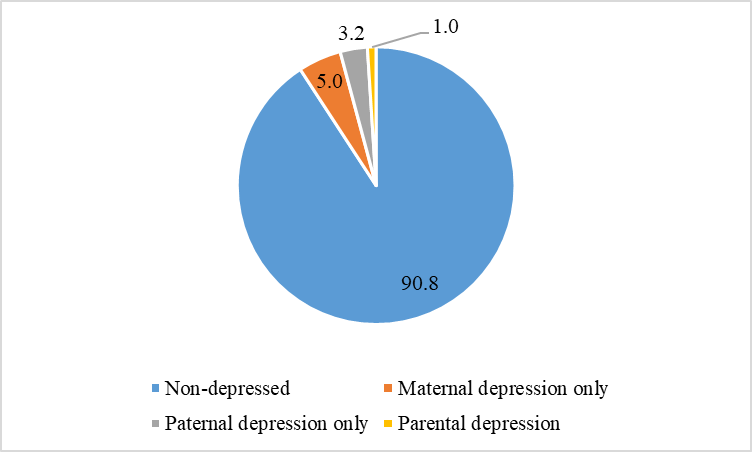 3.2
1.0
5.0
90.8
Non-depressed
Maternal depression only
Paternal depression only
Parental depression